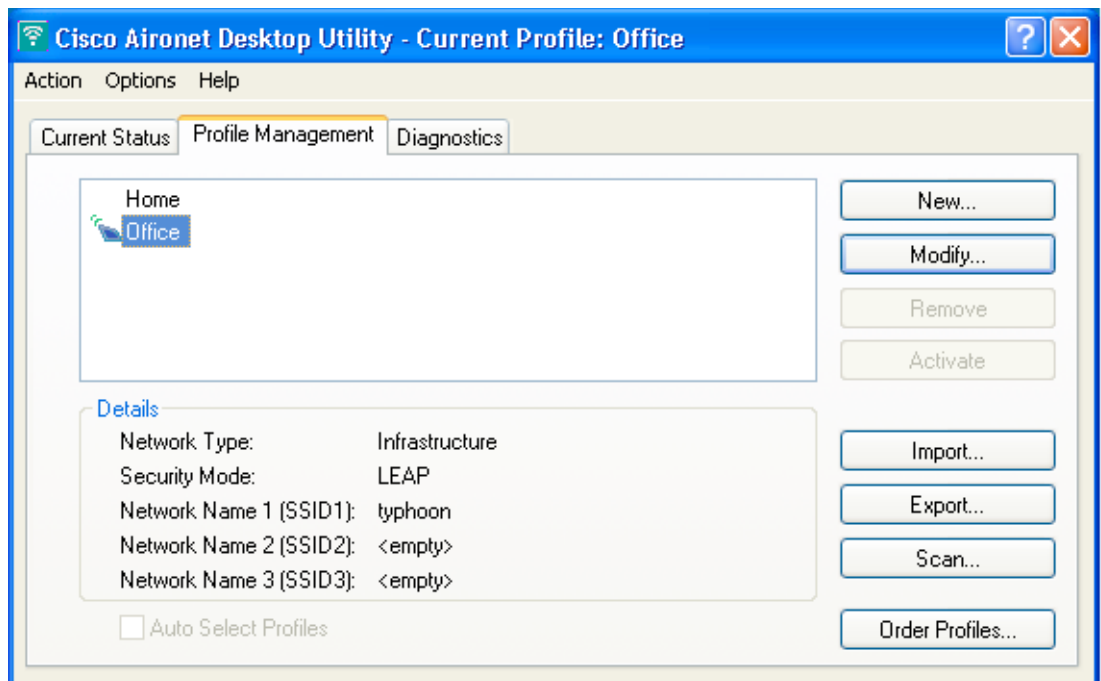 Cisco Aironet Desktop Utility - Current Profile: Office
?
Action Options Help
Current Status Profile Management Diagnostics
Home
Office
New...
Modify...
Remove
Activate
Details
Network Type: Infrastructure
Security Mode: LEAP
Network Name 1 (SSID1): typhoon
Network Name 2 (SSID2): <empty>
Network Name 3 (SSID3): <empty>
Import...
Export...
Scan...
Auto Select Profiles
Order Profiles...